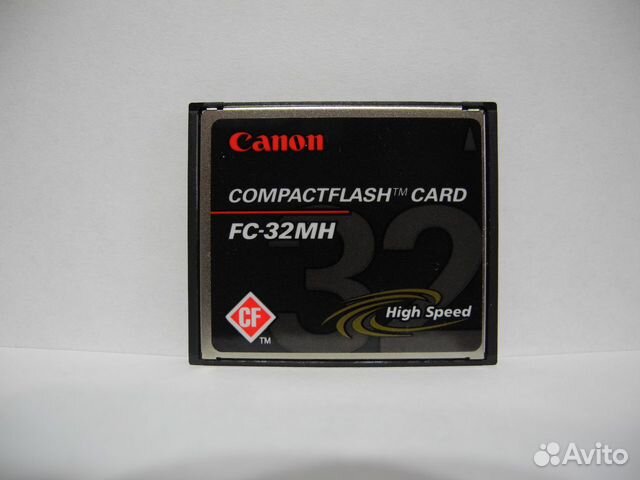 Canon
COMPACTFLASH™ CARD
FC-32MH
32
High Speed
CF
™
Avito